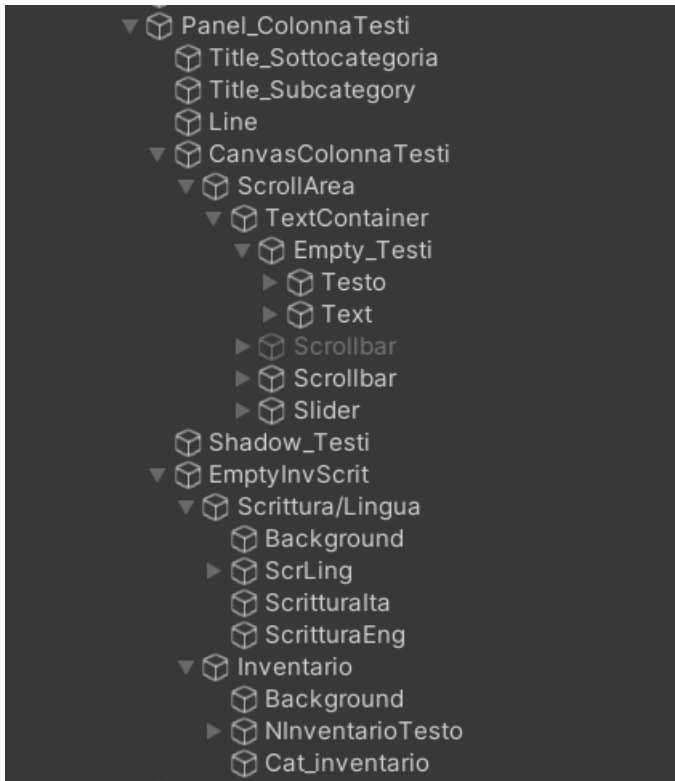 Panel_ColonnaTesti
Title_Sottocategoria
Title_Subcategory
Line
CanvasColonnaTesti
ScrollArea
TextContainer
Empty_Testi
Testo
Text
Scrollbar
Scrollbar
Slider
Shadow_Testi
EmptyInvScrit
Scrittura/Lingua
Background
ScrLing
ScritturaIta
ScritturaEng
Inventario
Background
NInventarioTesto
Cat_inventario